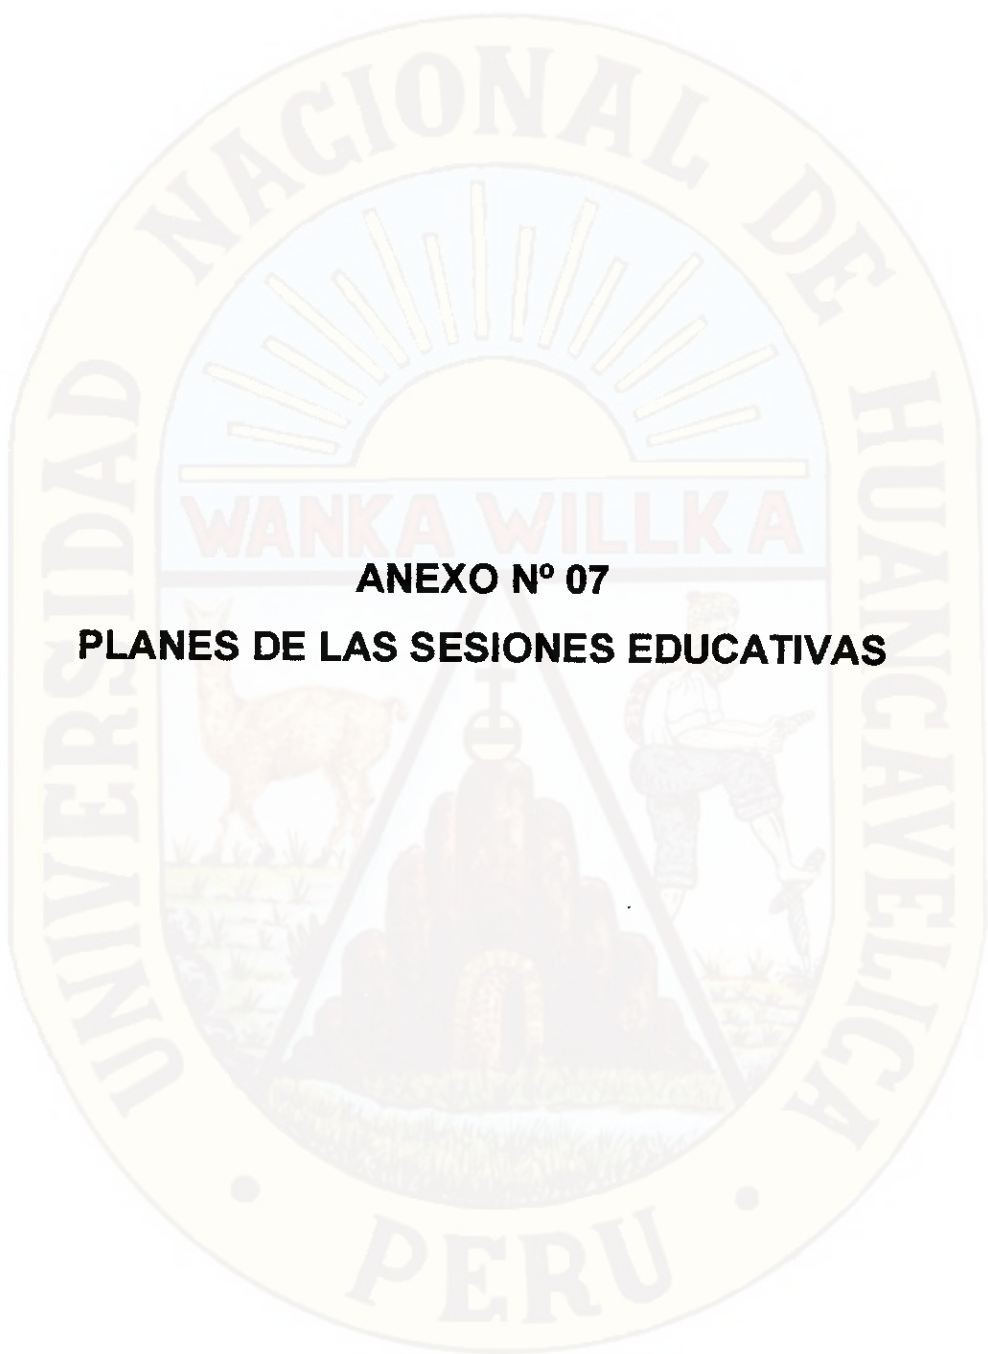 UNIVERSIDAD NACIONAL DE HUANCAVELICA
WANKA WILLKA
ANEXO Nº 07
PLANES DE LAS SESIONES EDUCATIVAS
PERU